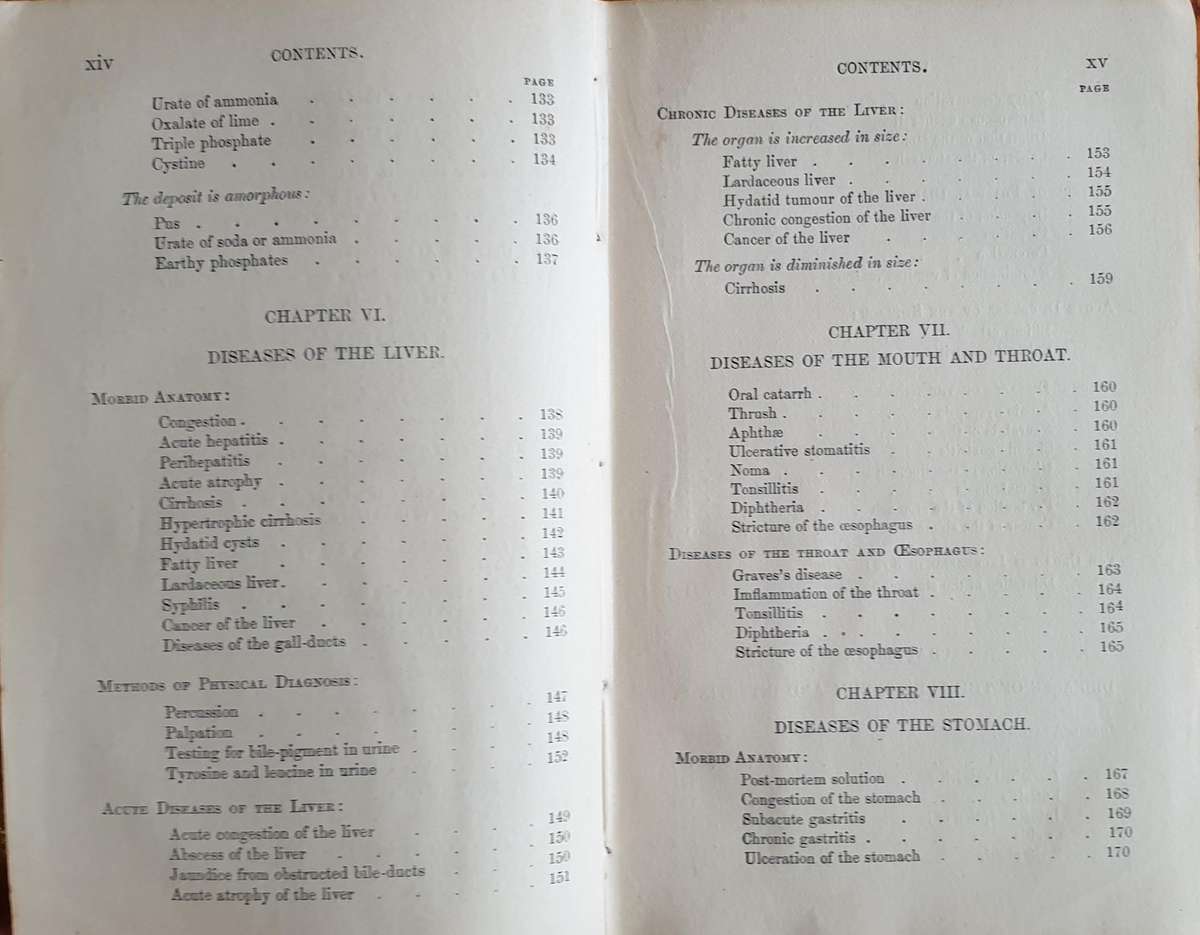 xiv CONTENTS.
PAGE
Urate of ammonia . . . . . . 133
Oxalate of lime . . . . . . . 133
Triple phosphate . . . . . . 133
Cystine . . . . . . . . 134
The deposit is amorphous:
Pus . . . . . . . . . 136
Urate of soda or ammonia . . . . . 136
Earthy phosphates . . . . . . 137
CHAPTER VI.
DISEASES OF THE LIVER.
MORBID ANATOMY:
Congestion . . . . . . . . 138
Acute hepatitis . . . . . . . 139
Perihepatitis . . . . . . . 139
Acute atrophy . . . . . . . 139
Cirrhosis . . . . . . . . 140
Hypertrophic cirrhosis . . . . . 141
Hydatid cysts . . . . . . . 142
Fatty liver . . . . . . . 143
Lardaceous liver . . . . . . . 144
Syphilis . . . . . . . . 145
Cancer of the liver . . . . . . 146
Diseases of the gall-ducts . . . . . 146
METHODS OF PHYSICAL DIAGNOSIS:
Percussion . . . . . . . . 147
Palpation . . . . . . . . 148
Testing for bile-pigment in urine . . . . 148
Tyrosine and leucine in urine . . . . 152
ACUTE DISEASES OF THE LIVER:
Acute congestion of the liver . . . . 149
Abscess of the liver . . . . . . 150
Jaundice from obstructed bile-ducts . . . 150
Acute atrophy of the liver . . . . . 151
CONTENTS. XV
PAGE
CHRONIC DISEASES OF THE LIVER:
The organ is increased in size:
Fatty liver . . . . . . . . 153
Lardaceous liver . . . . . . . 154
Hydatid tumour of the liver . . . . . 155
Chronic congestion of the liver . . . . 155
Cancer of the liver . . . . . . 156
The organ is diminished in size:
Cirrhosis . . . . . . . . 159
CHAPTER VII.
DISEASES OF THE MOUTH AND THROAT.
Oral catarrh . . . . . . . . 160
Thrush . . . . . . . . . 160
Aphthæ . . . . . . . . 160
Ulcerative stomatitis . . . . . . 161
Noma . . . . . . . . . 161
Tonsillitis . . . . . . . . 161
Diphtheria . . . . . . . . 162
Stricture of the œsophagus . . . . . 162
DISEASES OF THE THROAT AND ŒSOPHAGUS:
Graves's disease . . . . . . . 163
Imflammation of the throat . . . . . 164
Tonsillitis . . . . . . . . 164
Diphtheria . . . . . . . . 165
Stricture of the œsophagus . . . . . 165
CHAPTER VIII.
DISEASES OF THE STOMACH.
MORBID ANATOMY:
Post-mortem solution . . . . . . 167
Congestion of the stomach . . . . . 168
Subacute gastritis . . . . . . 169
Chronic gastritis . . . . . . . 170
Ulceration of the stomach . . . . . 170